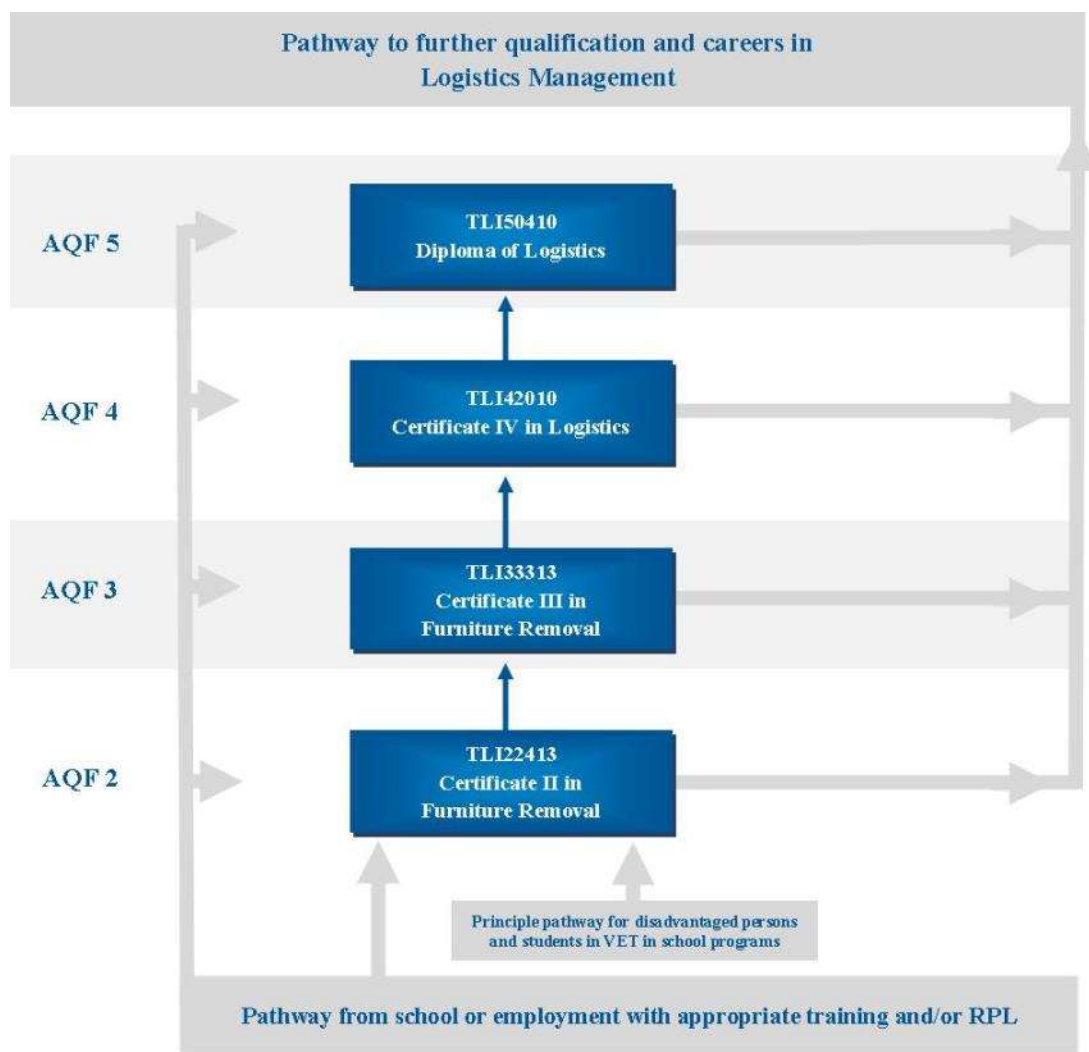 Pathway to further qualification and careers in
Logistics Management
AQF 5
TLI50410
Diploma of Logistics
AQF 4
TLI42010
Certificate IV in Logistics
AQF 3
TLI33313
Certificate III in
Furniture Removal
AQF 2
TLI22413
Certificate II in
Furniture Removal
Principle pathway for disadvantaged persons
and students in VET in school programs
Pathway from school or employment with appropriate training and/or RPL